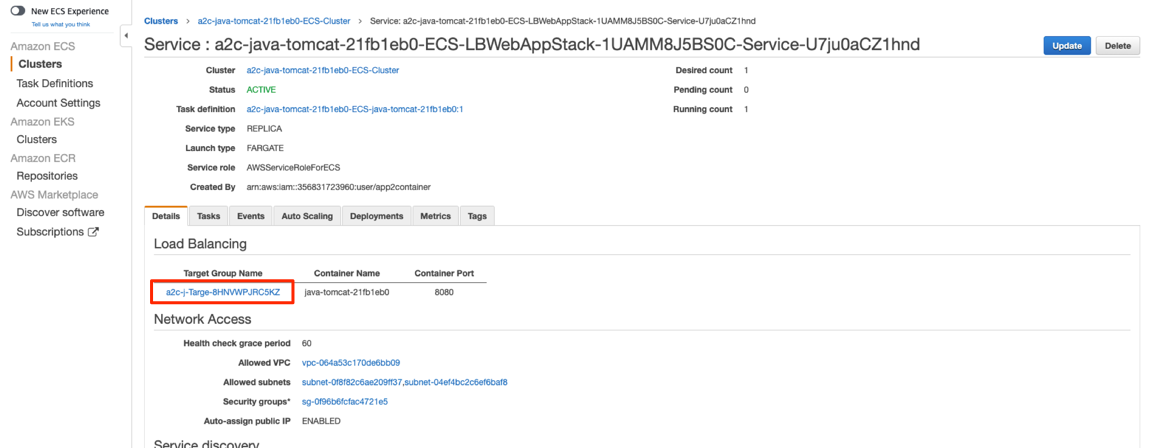 New ECS Experience
Tell us what you think
Amazon ECS
Clusters
Task Definitions
Account Settings
Amazon EKS
Clusters
Amazon ECR
Repositories
AWS Marketplace
Discover software
Subscriptions
Clusters > a2c-java-tomcat-21fb1eb0-ECS-Cluster > Service: a2c-java-tomcat-21fb1eb0-ECS-LBWebAppStack-1UAMM8J5BS0C-Service-U7ju0aCZ1hnd
Service : a2c-java-tomcat-21fb1eb0-ECS-LBWebAppStack-1UAMM8J5BS0C-Service-U7ju0aCZ1hnd
Update Delete
Cluster a2c-java-tomcat-21fb1eb0-ECS-Cluster Desired count 1
Status ACTIVE Pending count 0
Task definition a2c-java-tomcat-21fb1eb0-ECS-java-tomcat-21fb1eb0:1 Running count 1
Service type REPLICA
Launch type FARGATE
Service role AWSServiceRoleForECS
Created By arn:aws:iam::356831723960:user/app2container
Details Tasks Events Auto Scaling Deployments Metrics Tags
Load Balancing
Target Group Name Container Name Container Port
a2c-j-Targe-8HNVWPJRC5KZ java-tomcat-21fb1eb0 8080
Network Access
Health check grace period 60
Allowed VPC vpc-064a53c170de6bb09
Allowed subnets subnet-0f8f82c6ae209ff37,subnet-04ef4bc2c6ef6baf8
Security groups* sg-0f96b6fcfac4721e5
Auto-assign public IP ENABLED
Service discovery